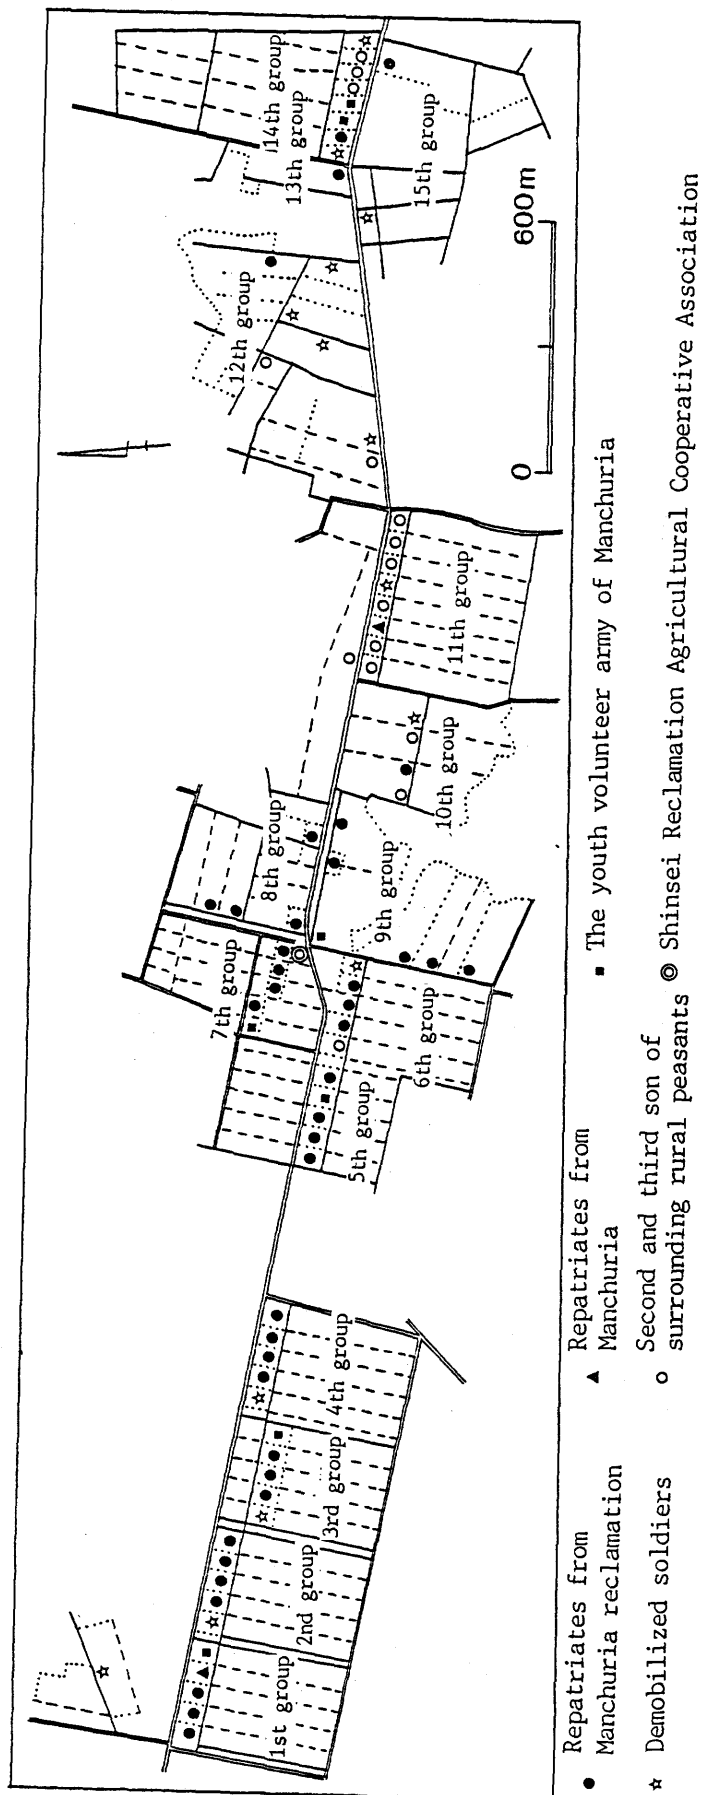 1st group
2nd group
3rd group
4th group
5th group
6th group
7th group
8th group
9th group
10th group
11th group
12th group
13th group
14th group
15th group
0
600m
● Repatriates from
Manchuria reclamation
▲ Repatriates from
Manchuria
■ The youth volunteer army of Manchuria
☆ Demobilized soldiers
○ Second and third son of
surrounding rural peasants
◎ Shinsei Reclamation Agricultural Cooperative Association